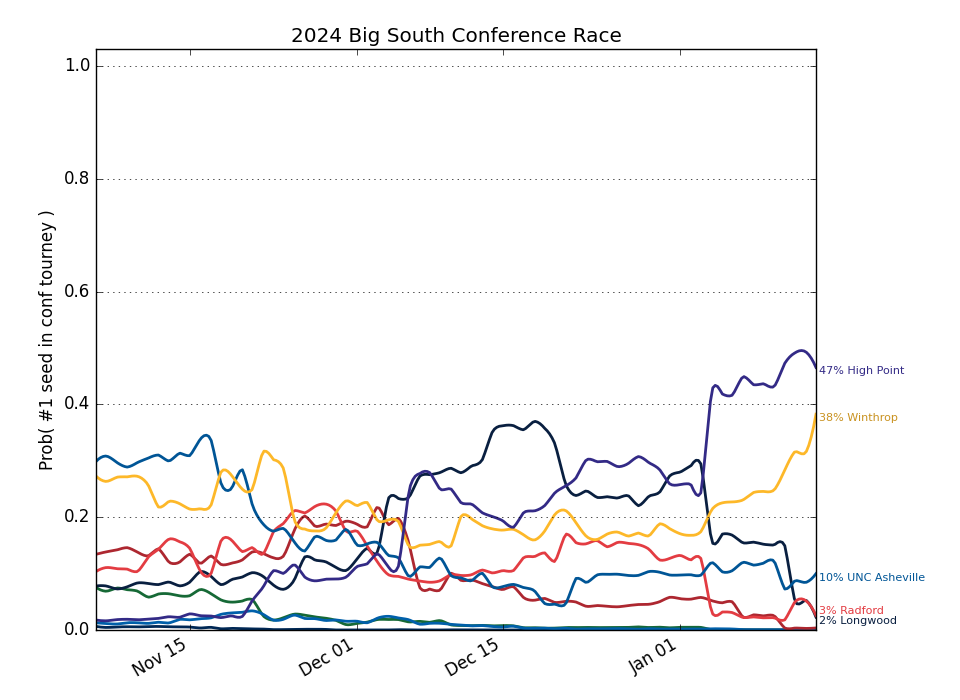 2024 Big South Conference Race
Prob( #1 seed in conf tourney )
1.0
0.8
0.6
0.4
0.2
0.0
47% High Point
38% Winthrop
10% UNC Asheville
3% Radford
2% Longwood
Nov 15
Dec 01
Dec 15
Jan 01